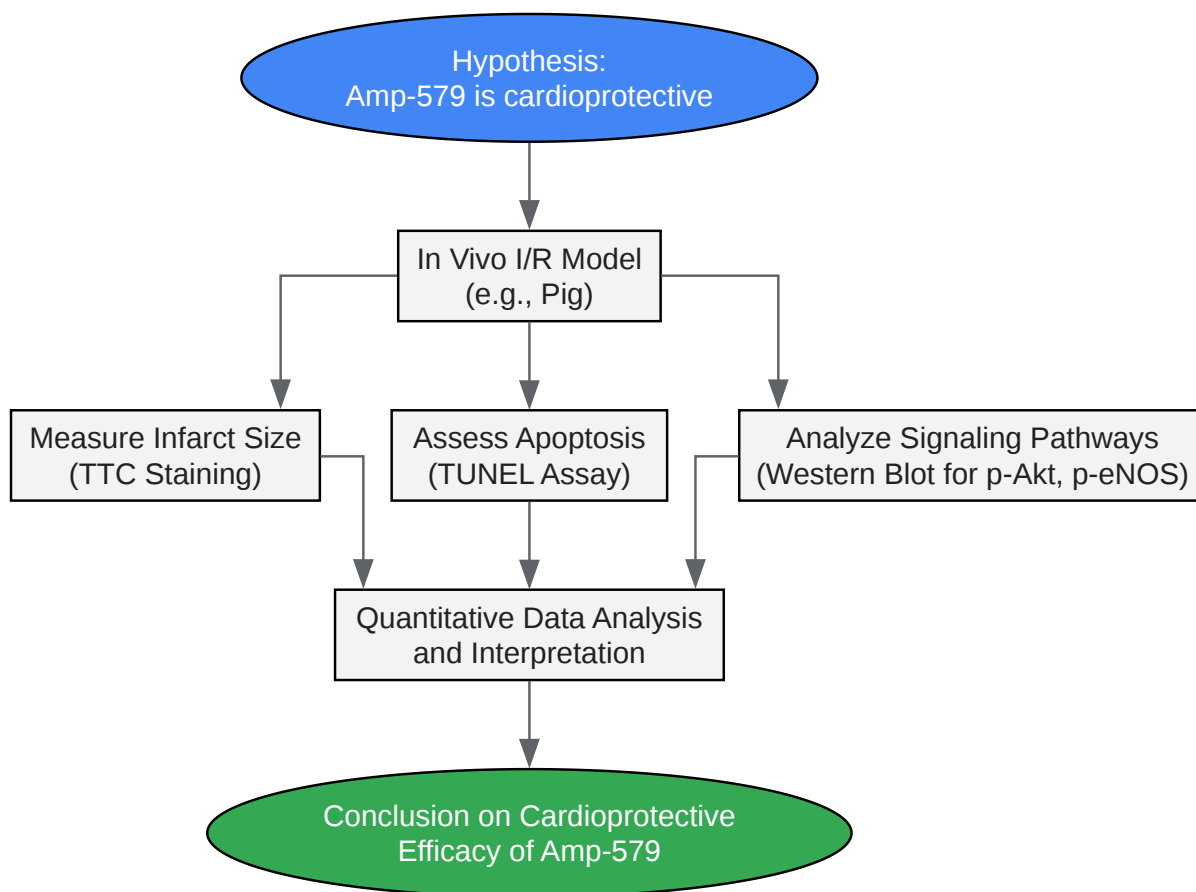 Hypothesis:
Amp-579 is cardioprotective
In Vivo I/R Model
(e.g., Pig)
Measure Infarct Size
(TTC Staining)
Assess Apoptosis
(TUNEL Assay)
Analyze Signaling Pathways
(Western Blot for p-Akt, p-eNOS)
Quantitative Data Analysis
and Interpretation
Conclusion on Cardioprotective
Efficacy of Amp-579